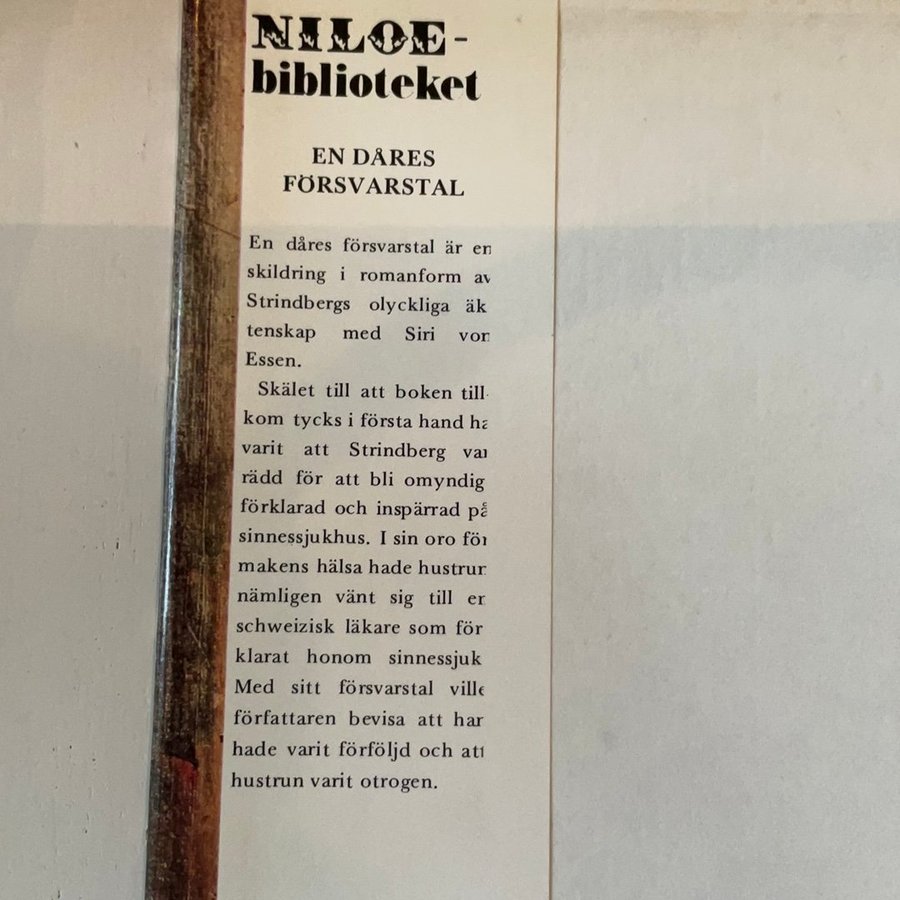 NILOE-
biblioteket
EN DÅRES
FÖRSVARSTAL
En dåres försvarstal är en
skildring i romanform av
Strindbergs olyckliga äk
tenskap med Siri von
Essen.
Skälet till att boken till-
kom tycks i första hand ha
varit att Strindberg var
rädd för att bli omyndig
förklarad och inspärrad på
sinnessjukhus. I sin oro för
makens hälsa hade hustrun
nämligen vänt sig till en
schweizisk läkare som för
klarat honom sinnessjuk
Med sitt försvarstal ville
författaren bevisa att han
hade varit förföljd och att
hustrun varit otrogen.